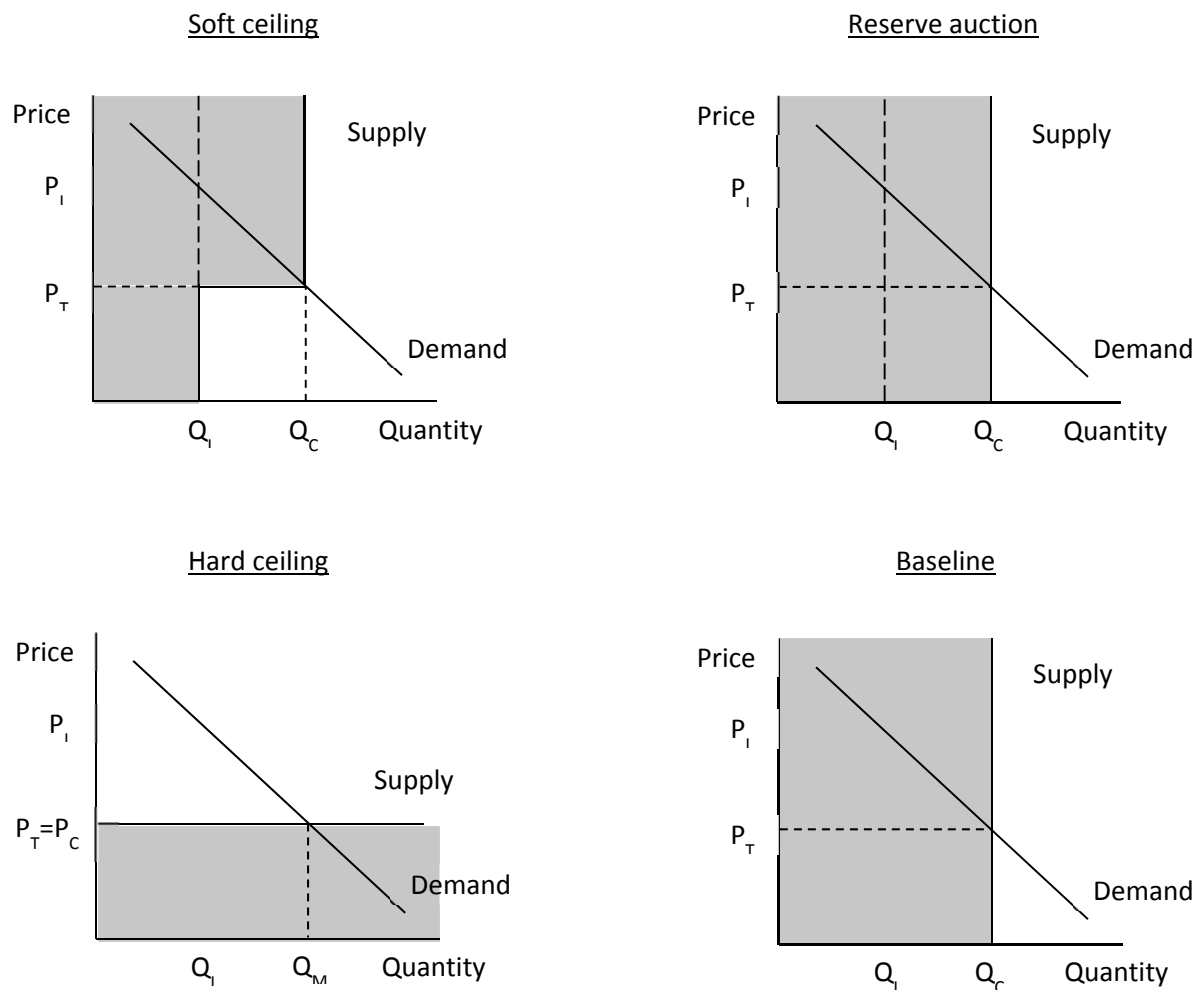 Soft ceiling
Price
Supply
P_I
P_T
Demand
Q_I Q_C Quantity
Reserve auction
Price
Supply
P_I
P_T
Demand
Q_I Q_C Quantity
Hard ceiling
Price
P_I
Supply
P_T=P_C
Demand
Q_I Q_M Quantity
Baseline
Price
Supply
P_I
P_T
Demand
Q_I Q_C Quantity